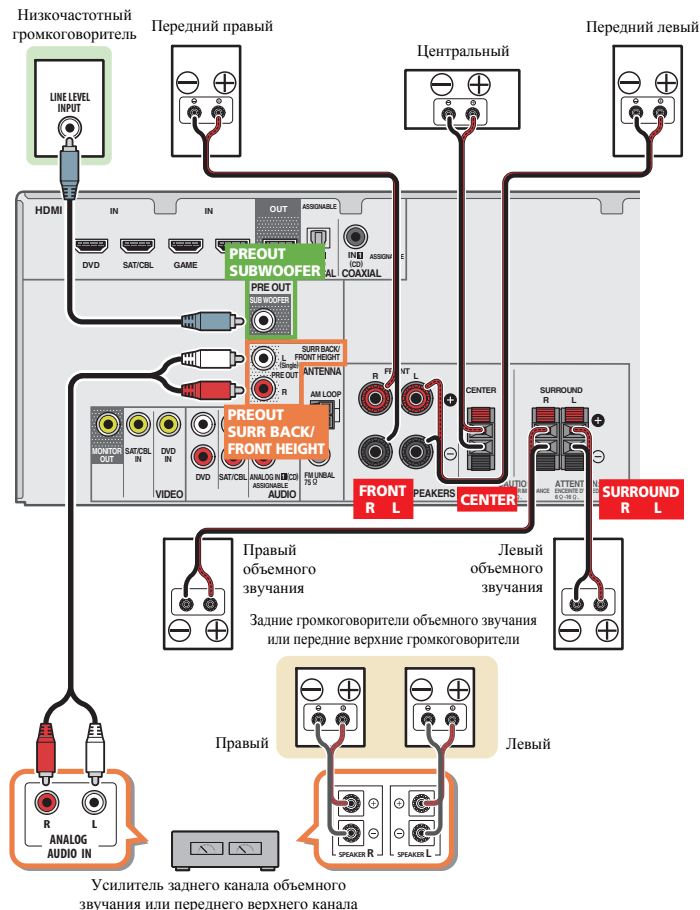 Низкочастотный
громкоговоритель
Передний правый
Центральный
Передний левый
LINE LEVEL
INPUT
HDMI
IN
IN
OUT
ASSIGNABLE
DVD
SAT/CBL
GAME
IN 1
(CD)
COAXIAL
PREOUT
SUBWOOFER
PRE OUT
SUB WOOFER
L
(Single)
SURR BACK/
FRONT HEIGHT
PRE OUT
R
ANTENNA
AM LOOP
PREOUT
SURR BACK/
FRONT HEIGHT
FM UNBAL
75 Ω
MONITOR
OUT
SAT/CBL
IN
DVD
IN
VIDEO
DVD
SAT/CBL
ANALOG IN 1 (CD)
ASSIGNABLE
AUDIO
R
L
CENTER
SURROUND
R L
FRONT
R L
SPEAKERS
CENTER
SURROUND
R L
Правый
объемного
звучания
Левый
объемного
звучания
Задние громкоговорители объемного звучания
или передние верхние громкоговорители
Правый
Левый
R L
ANALOG
AUDIO IN
SPEAKER R
SPEAKER L
Усилитель заднего канала объемного
звучания или переднего верхнего канала